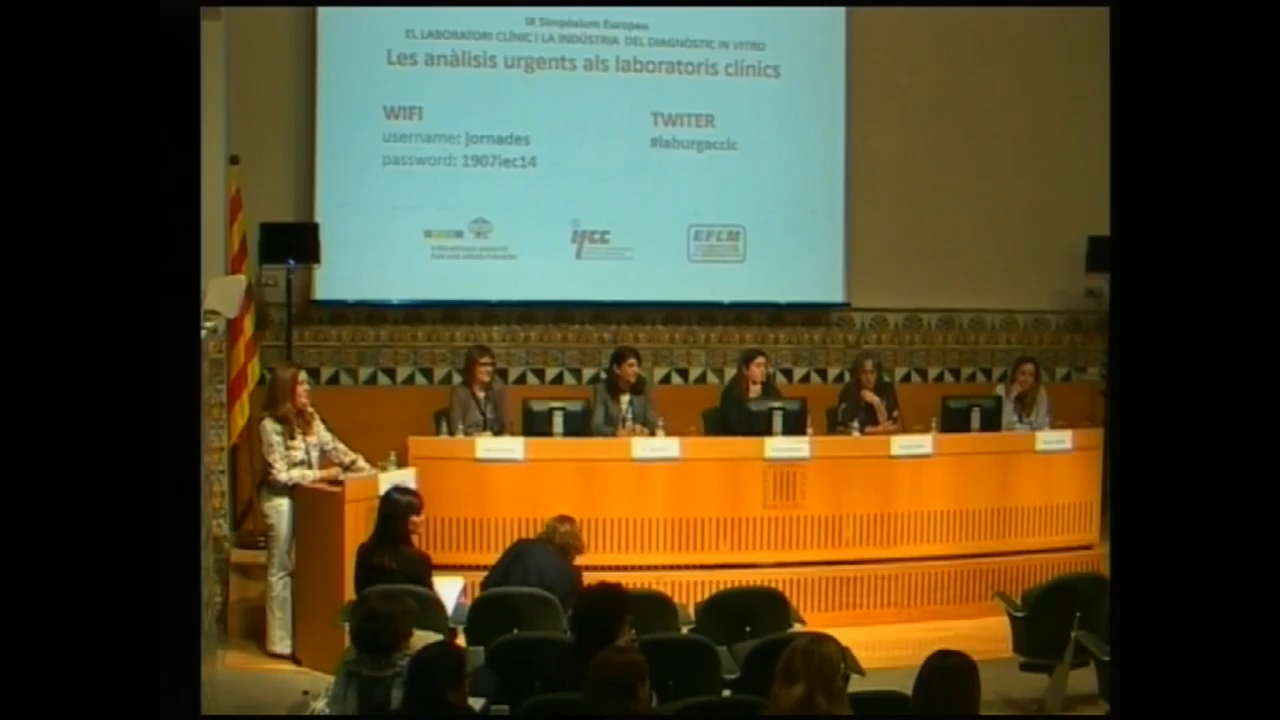 IX Simpòsium Europeu
EL LABORATORI CLÍNIC I LA INDÚSTRIA DEL DIAGNÒSTIC IN VITRO
Les anàlisis urgents als laboratoris clínics
WIFI
username: jornades
password: 1907iec14
TWITER
#laburgaccic
IFCC
EFLM